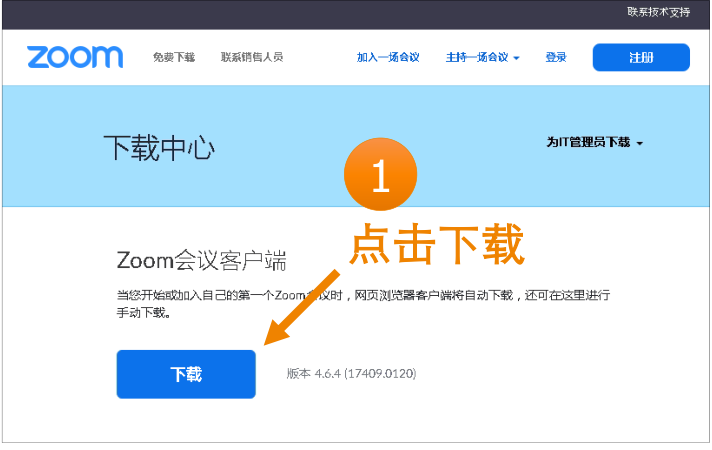 联系技术支持
zoom 免费下载 联系销售人员 加入一场会议 主持一场会议 登录 注册
下载中心
为IT管理员下载
1
点击下载
Zoom会议客户端
当您开始或加入自己的第一个Zoom会议时，网页浏览器客户端将自动下载，还可在这里进行
手动下载。
下载
版本 4.6.4 (17409.0120)